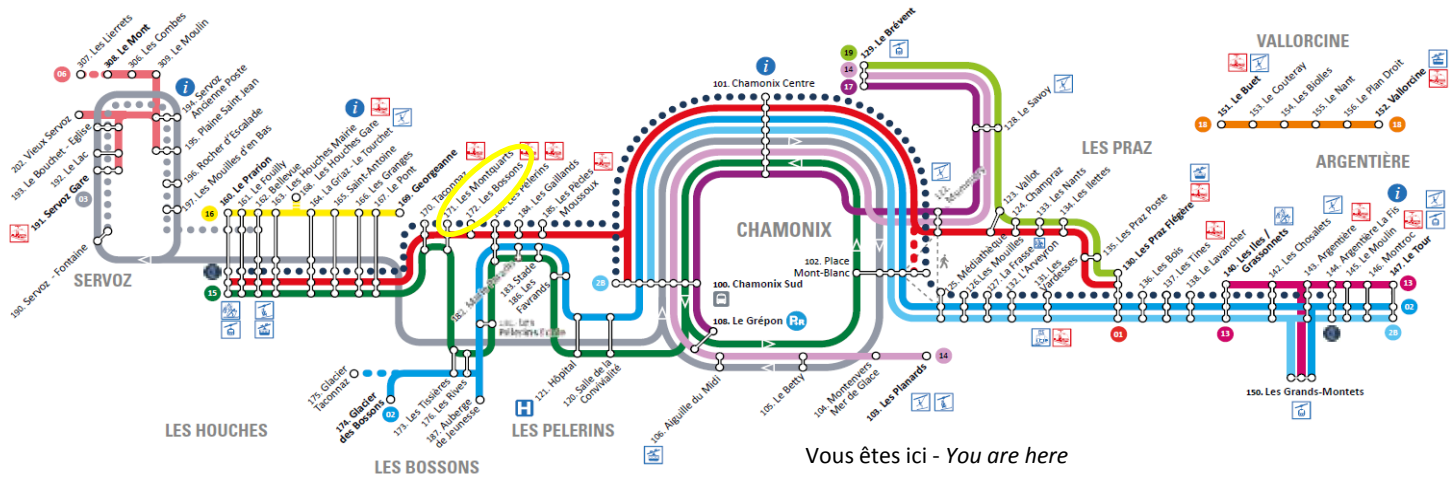 307. Les Lierrets
308. Le Mont
306. Les Combes
309. Le Moulin
06
194. Servoz
Ancienne Poste
195. Plaine Saint Jean
196. Rocher d'Escalade
197. Les Mouilles d'en Bas
202. Vieux Servoz
193. Le Bouchet - Eglise
192. Le Lac
191. Servoz Gare
03
190. Servoz - Fontaine
SERVOZ
16
160. Le Prarion
161. Le Fouilly
162. Bellevue
163. Les Houches Mairie
168. Les Houches Gare
164. La Griaz - Le Tourchet
165. Saint-Antoine
166. Les Granges
167. Le Pont
169. Georgeanne
15
LES HOUCHES
170. Taconnaz
171. Les Montquarts
172. Les Bossons
Les Pèlerins
184. Les Gaillands
185. Les Pècles
Moussoux
182.
183. Stade
186. Les
Favrands
Les
Pèlerins Ecole
175. Glacier
Taconnaz
174. Glacier
des Bossons
02
173. Les Tissières
176. Les Rives
187. Auberge
de Jeunesse
LES BOSSONS
H
121. Hôpital
120. Salle de la
Convivialité
LES PELERINS
2B
101. Chamonix Centre
CHAMONIX
102. Place
Mont-Blanc
100. Chamonix Sud
108. Le Grépon
106. Aiguille du Midi
105. Le Betty
104. Montenvers
Mer de Glace
103. Les Planards
14
19
14
17
129. Le Brévent
128. Le Savoy
122.
123. Vallot
124. Champraz
133. Les Nants
134. Les Ilettes
135. Les Praz Poste
LES PRAZ
125. Médiathèque
126. Les Mouilles
127. La Frasse
132. L'Arveyron
131. Les
Vardesses
130. Les Praz Flégère
01
136. Les Bois
137. Les Tines
138. Le Lavancher
140. Les Iles /
Grassonnets
13
142. Les Chosalets
143. Argentière
144. Argentière La Fis
145. Le Moulin
146. Montroc
147. Le Tour
13
02
2B
150. Les Grands-Montets
ARGENTIÈRE
VALLORCINE
18
151. Le Buet
153. Le Couteray
154. Les Biolles
155. Le Nant
156. Le Plan Droit
152. Vallorcine
18
Vous êtes ici - You are here